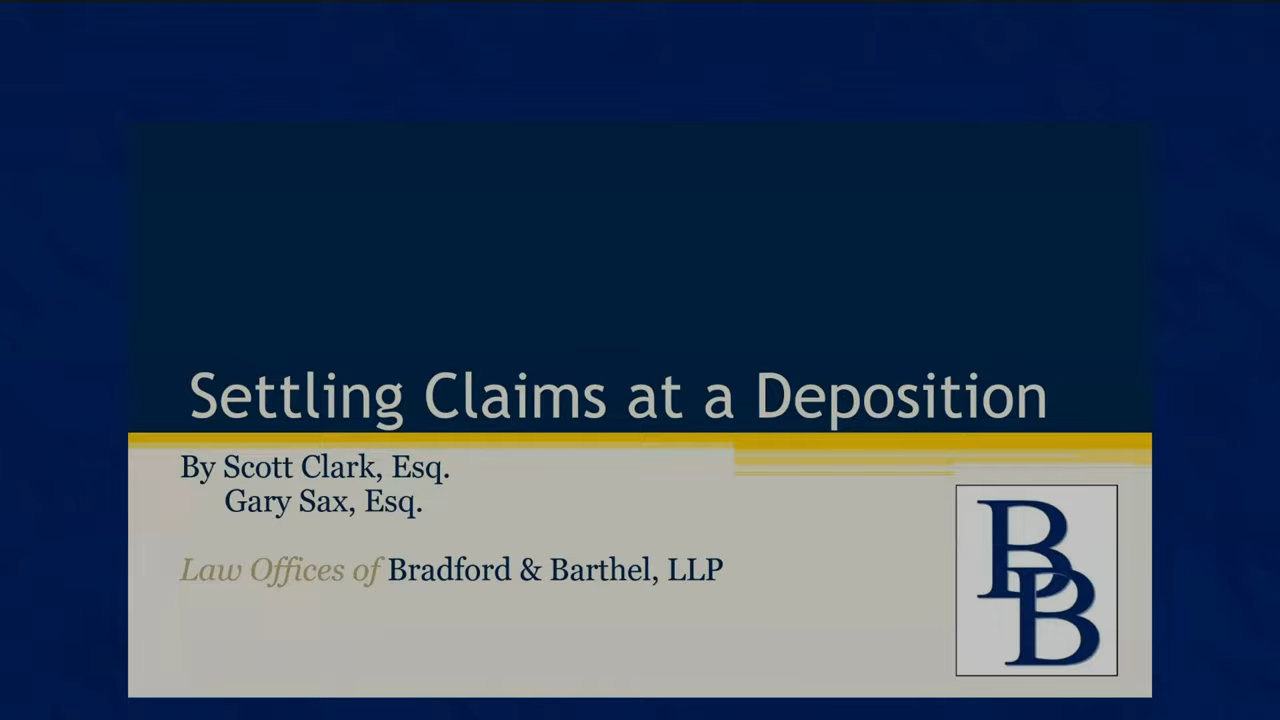 Settling Claims at a Deposition
By Scott Clark, Esq.
Gary Sax, Esq.
Law Offices of Bradford & Barthel, LLP
BB